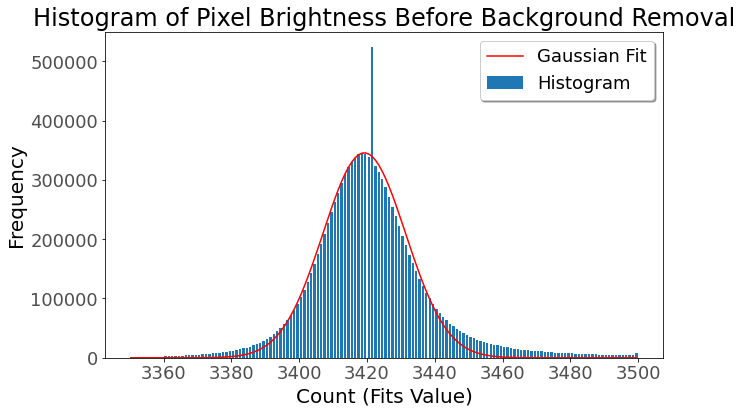 Histogram of Pixel Brightness Before Background Removal
Gaussian Fit
Histogram
Frequency
500000
400000
300000
200000
100000
0
3360 3380 3400 3420 3440 3460 3480 3500
Count (Fits Value)